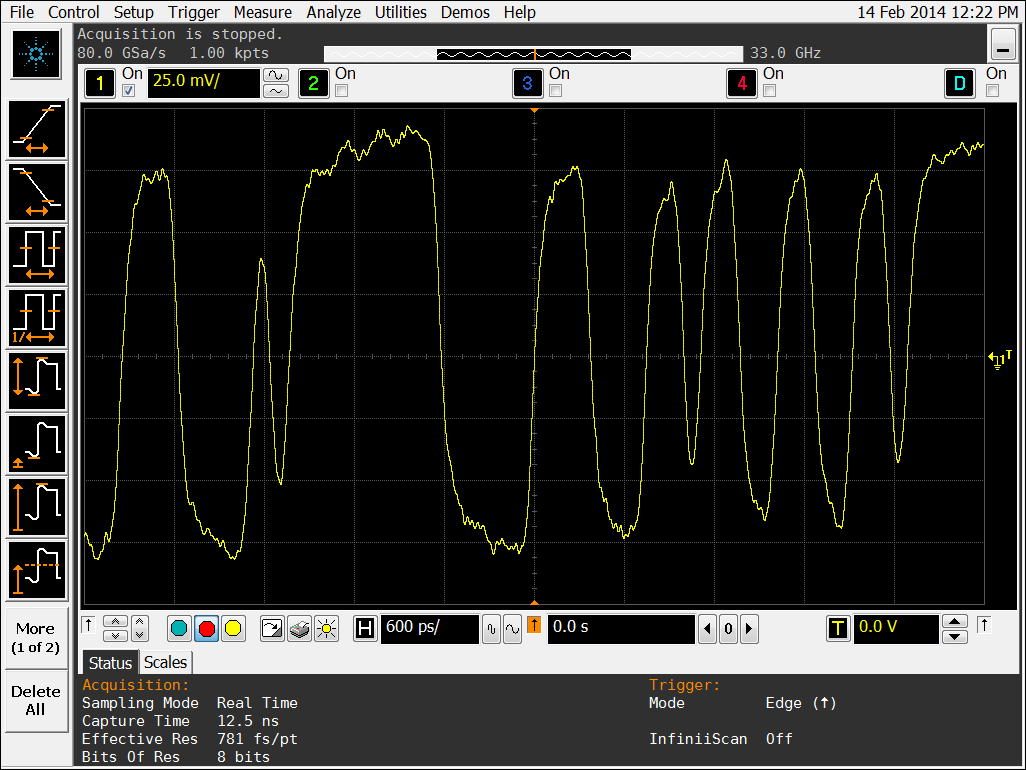 File Control Setup Trigger Measure Analyze Utilities Demos Help 14 Feb 2014 12:22 PM
Acquisition is stopped.
80.0 GSa/s 1.00 kpts 33.0 GHz
1 On 25.0 mV/ 2 On 3 On 4 On D On
1/
T
1
More
(1 of 2)
Delete
All
H 600 ps/ 0.0 s 0 T 0.0 V
Status Scales
Acquisition: Trigger:
Sampling Mode Real Time Mode Edge (↑)
Capture Time 12.5 ns
Effective Res 781 fs/pt InfiniiScan Off
Bits Of Res 8 bits